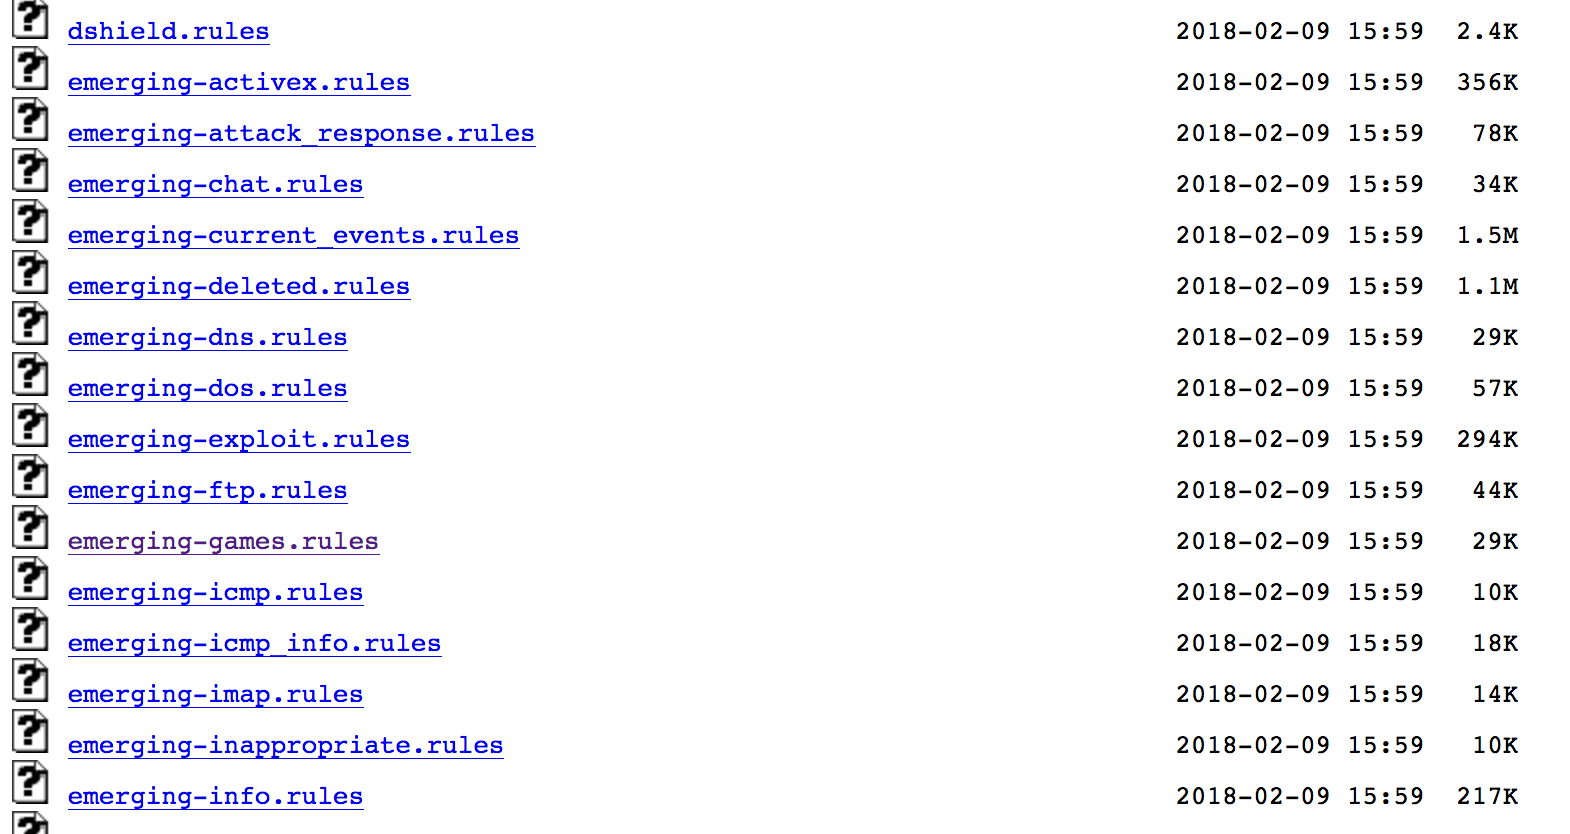 dshield.rules 2018-02-09 15:59 2.4K
emerging-activex.rules 2018-02-09 15:59 356K
emerging-attack_response.rules 2018-02-09 15:59 78K
emerging-chat.rules 2018-02-09 15:59 34K
emerging-current_events.rules 2018-02-09 15:59 1.5M
emerging-deleted.rules 2018-02-09 15:59 1.1M
emerging-dns.rules 2018-02-09 15:59 29K
emerging-dos.rules 2018-02-09 15:59 57K
emerging-exploit.rules 2018-02-09 15:59 294K
emerging-ftp.rules 2018-02-09 15:59 44K
emerging-games.rules 2018-02-09 15:59 29K
emerging-icmp.rules 2018-02-09 15:59 10K
emerging-icmp_info.rules 2018-02-09 15:59 18K
emerging-imap.rules 2018-02-09 15:59 14K
emerging-inappropriate.rules 2018-02-09 15:59 10K
emerging-info.rules 2018-02-09 15:59 217K